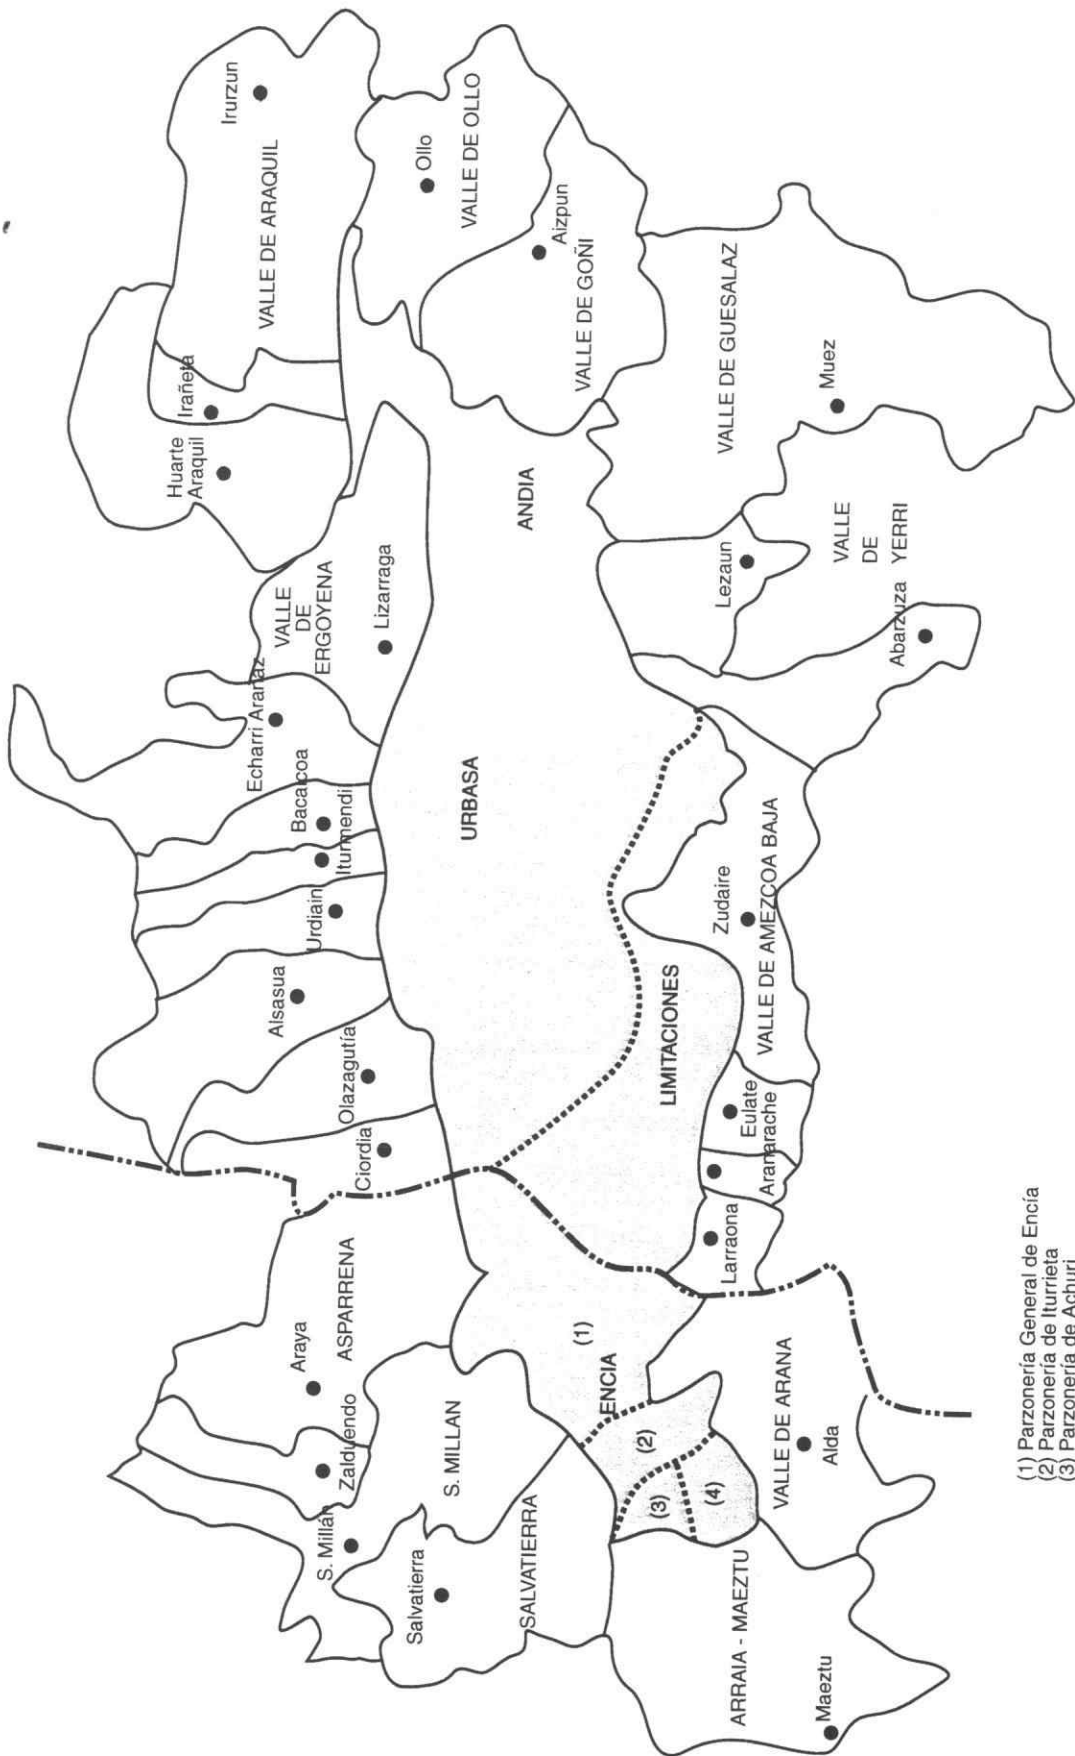 Irurzun
VALLE DE ARAQUIL
Irañeta
Huarte
Araquil
Ollo
VALLE DE OLLO
Aizpun
VALLE DE GOÑI
VALLE DE GUESALAZ
Muez
ANDIA
VALLE
DE
ERGOYENA
Lizarraga
Echarri Aranaz
Bacaicoa
Iturmendi
Urdiain
Alsasua
Olazagutía
Ciordia
URBASA
Lezaun
VALLE
DE
YERRI
Abarzuza
LIMITACIONES
Zudaire
VALLE DE AMEZCOA BAJA
Eulate
Aranarache
Larraona
ASPARRENA
Araya
Zalduendo
S. MILLAN
S. Millán
Salvatierra
SALVATIERRA
ENCIA
(1)
(2)
(3)
(4)
VALLE DE ARANA
Alda
ARRAIA - MAEZTU
Maeztu
(1) Parzonería General de Encía
(2) Parzonería de Iturrieta
(3) Parzonería de Achuri